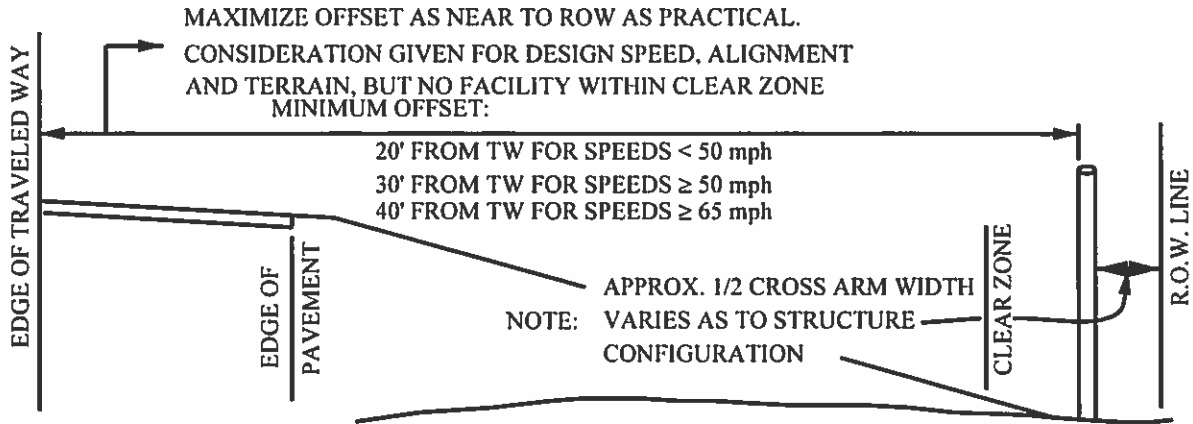 MAXIMIZE OFFSET AS NEAR TO ROW AS PRACTICAL.
CONSIDERATION GIVEN FOR DESIGN SPEED, ALIGNMENT
AND TERRAIN, BUT NO FACILITY WITHIN CLEAR ZONE
MINIMUM OFFSET:
20' FROM TW FOR SPEEDS < 50 mph
30' FROM TW FOR SPEEDS ≥ 50 mph
40' FROM TW FOR SPEEDS ≥ 65 mph
EDGE OF TRAVELED WAY
EDGE OF
PAVEMENT
APPROX. 1/2 CROSS ARM WIDTH
NOTE: VARIES AS TO STRUCTURE
CONFIGURATION
CLEAR ZONE
R.O.W. LINE